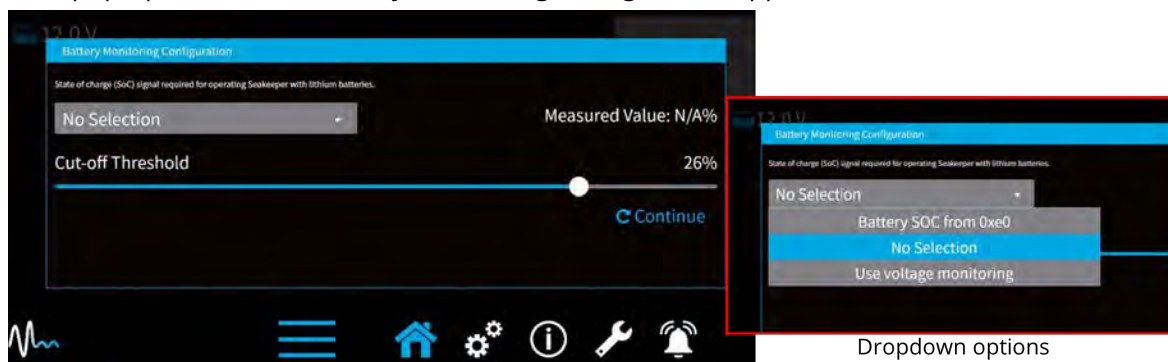 12.0 V
Battery Monitoring Configuration
State of charge (SoC) signal required for operating Seakeeper with lithium batteries.
No Selection
Measured Value: N/A%
Cut-off Threshold
26%
Continue
12.0 V
Battery Monitoring Configuration
State of charge (SoC) signal required for operating Seakeeper with lithium batteries.
No Selection
Battery SOC from 0xe0
No Selection
Use voltage monitoring
Dropdown options